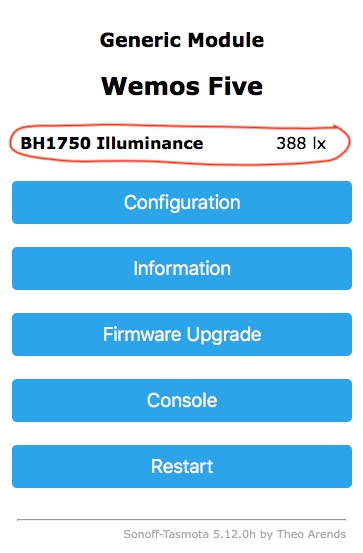 Generic Module
Wemos Five
BH1750 Illuminance 388 lx
Configuration
Information
Firmware Upgrade
Console
Restart
Sonoff-Tasmota 5.12.0h by Theo Arends